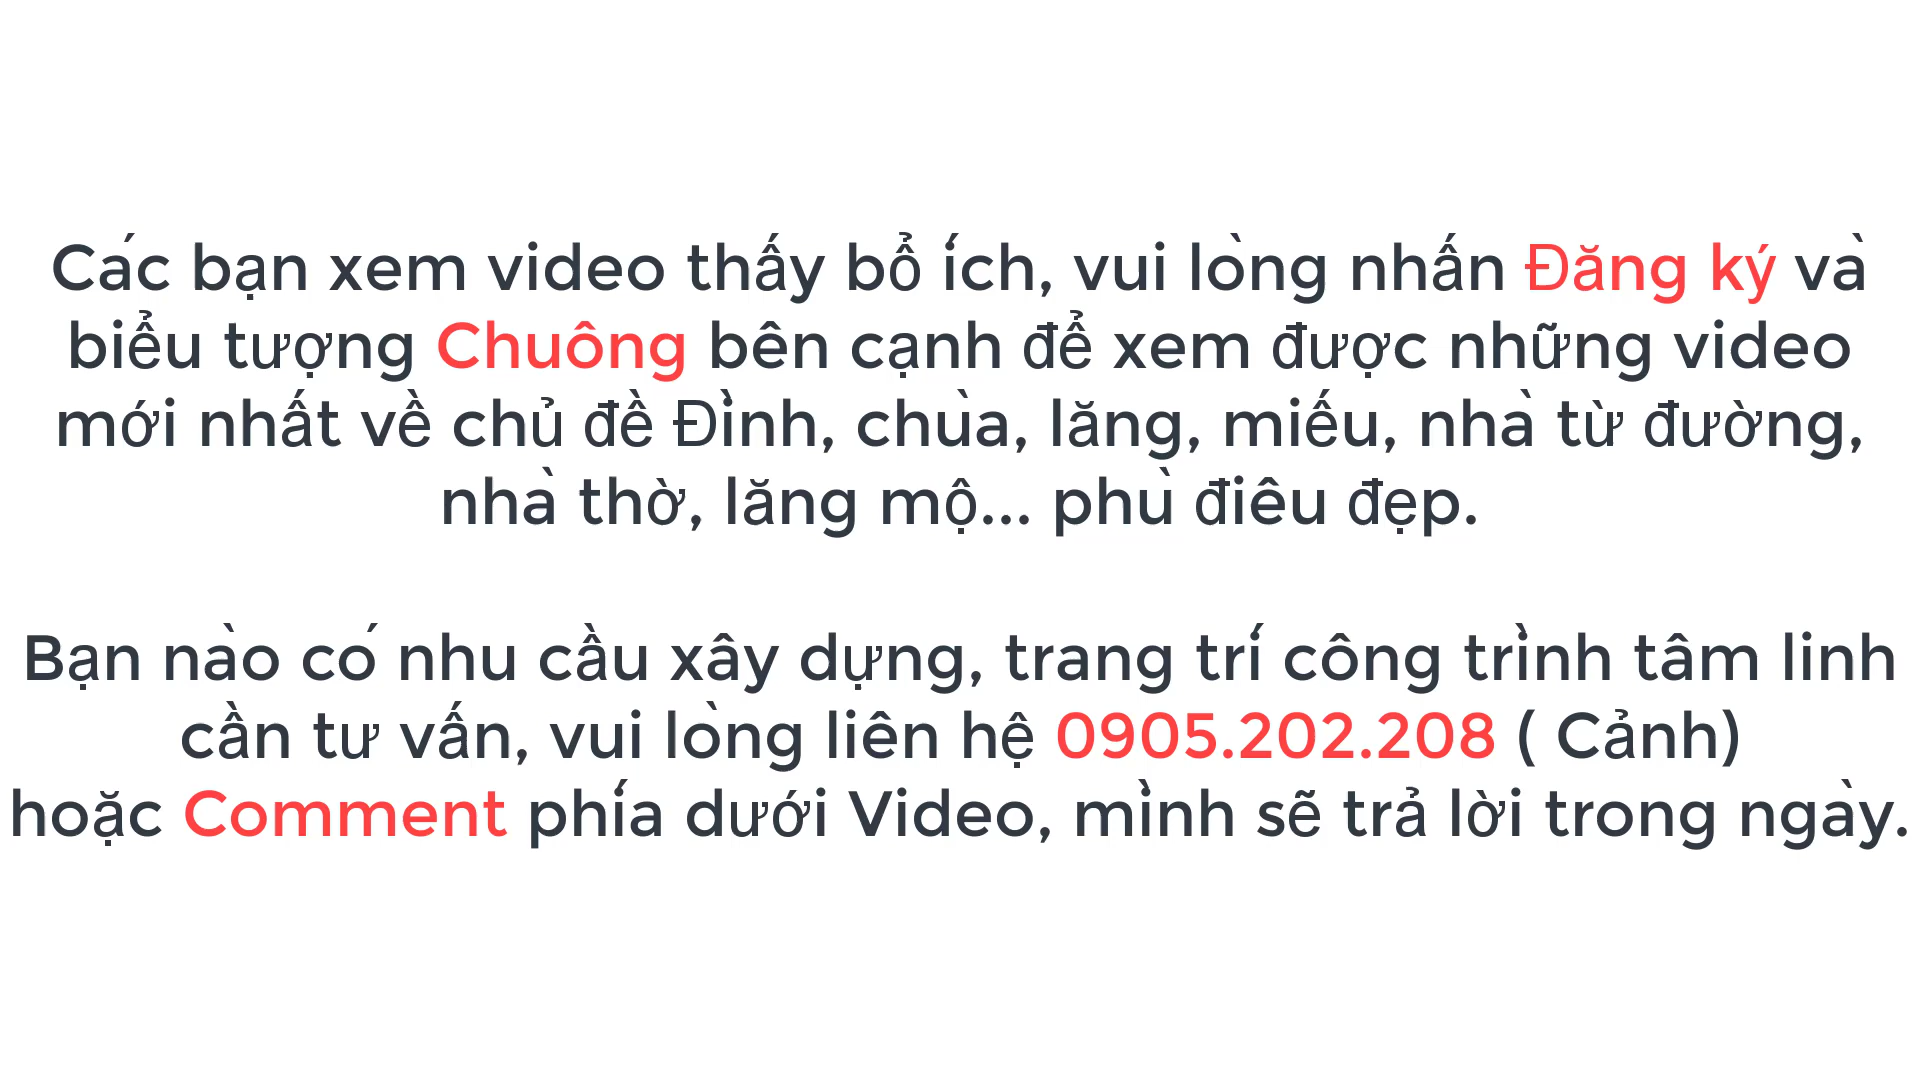 Các bạn xem video thấy bổ ích, vui lòng nhấn Đăng ký và
biểu tượng Chuông bên cạnh để xem được những video
mới nhất về chủ đề Đình, chùa, lăng, miếu, nhà từ đường,
nhà thờ, lăng mộ... phù điêu đẹp.
Bạn nào có nhu cầu xây dựng, trang trí công trình tâm linh
cần tư vấn, vui lòng liên hệ 0905.202.208 ( Cảnh)
hoặc Comment phía dưới Video, mình sẽ trả lời trong ngày.